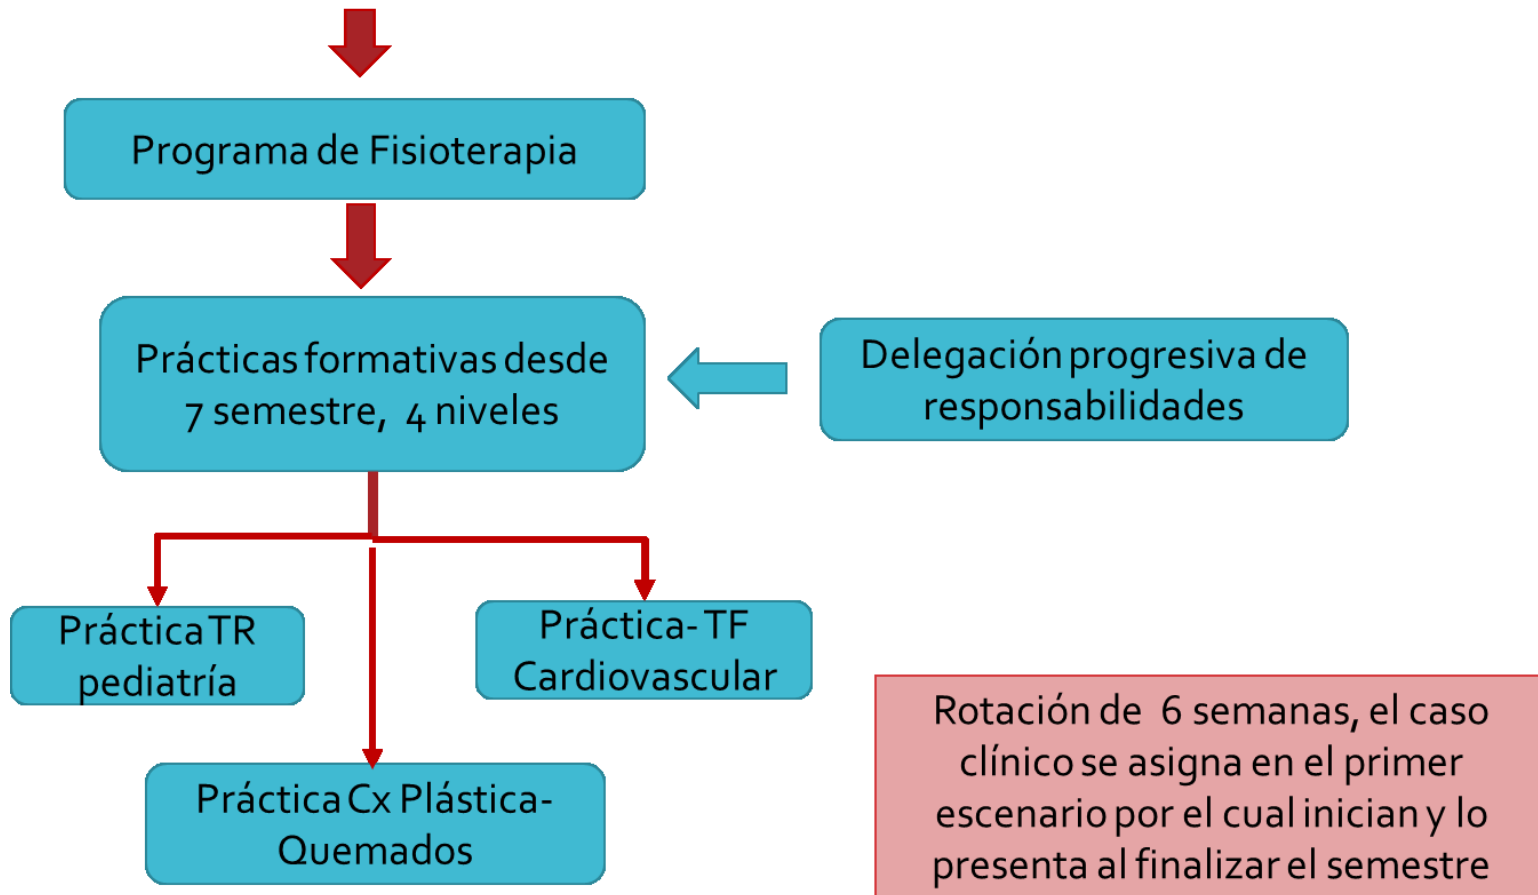 Programa de Fisioterapia
Prácticas formativas desde
7 semestre, 4 niveles
Delegación progresiva de
responsabilidades
Práctica TR
pediatría
Práctica- TF
Cardiovascular
Práctica Cx Plástica-
Quemados
Rotación de 6 semanas, el caso
clínico se asigna en el primer
escenario por el cual inician y lo
presenta al finalizar el semestre